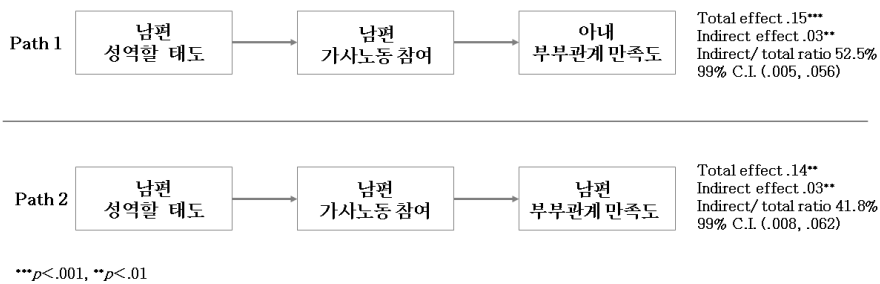 Path 1
남편
성역할 태도
남편
가사노동 참여
아내
부부관계 만족도
Total effect .15***
Indirect effect .03**
Indirect/ total ratio 52.5%
99% C.I. (.005, .056)
Path 2
남편
성역할 태도
남편
가사노동 참여
남편
부부관계 만족도
Total effect .14**
Indirect effect .03**
Indirect/ total ratio 41.8%
99% C.I. (.008, .062)
***p<.001, **p<.01